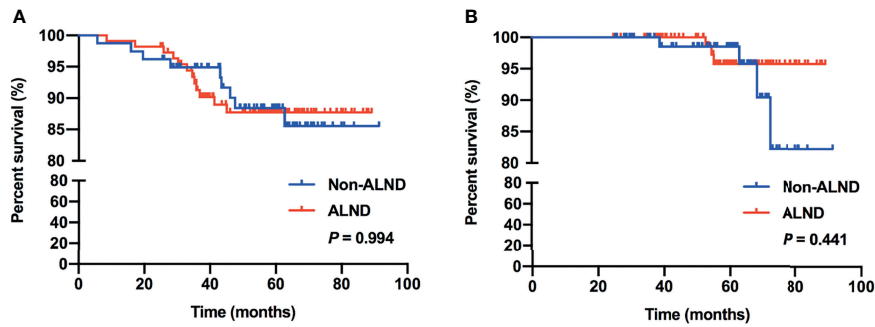 A
Percent survival (%)
100
95
90
85
80
80
60
40
20
0
Non-ALND
ALND
P = 0.994
0 20 40 60 80 100
Time (months)
B
Percent survival (%)
100
95
90
85
80
80
60
40
20
0
Non-ALND
ALND
P = 0.441
0 20 40 60 80 100
Time (months)